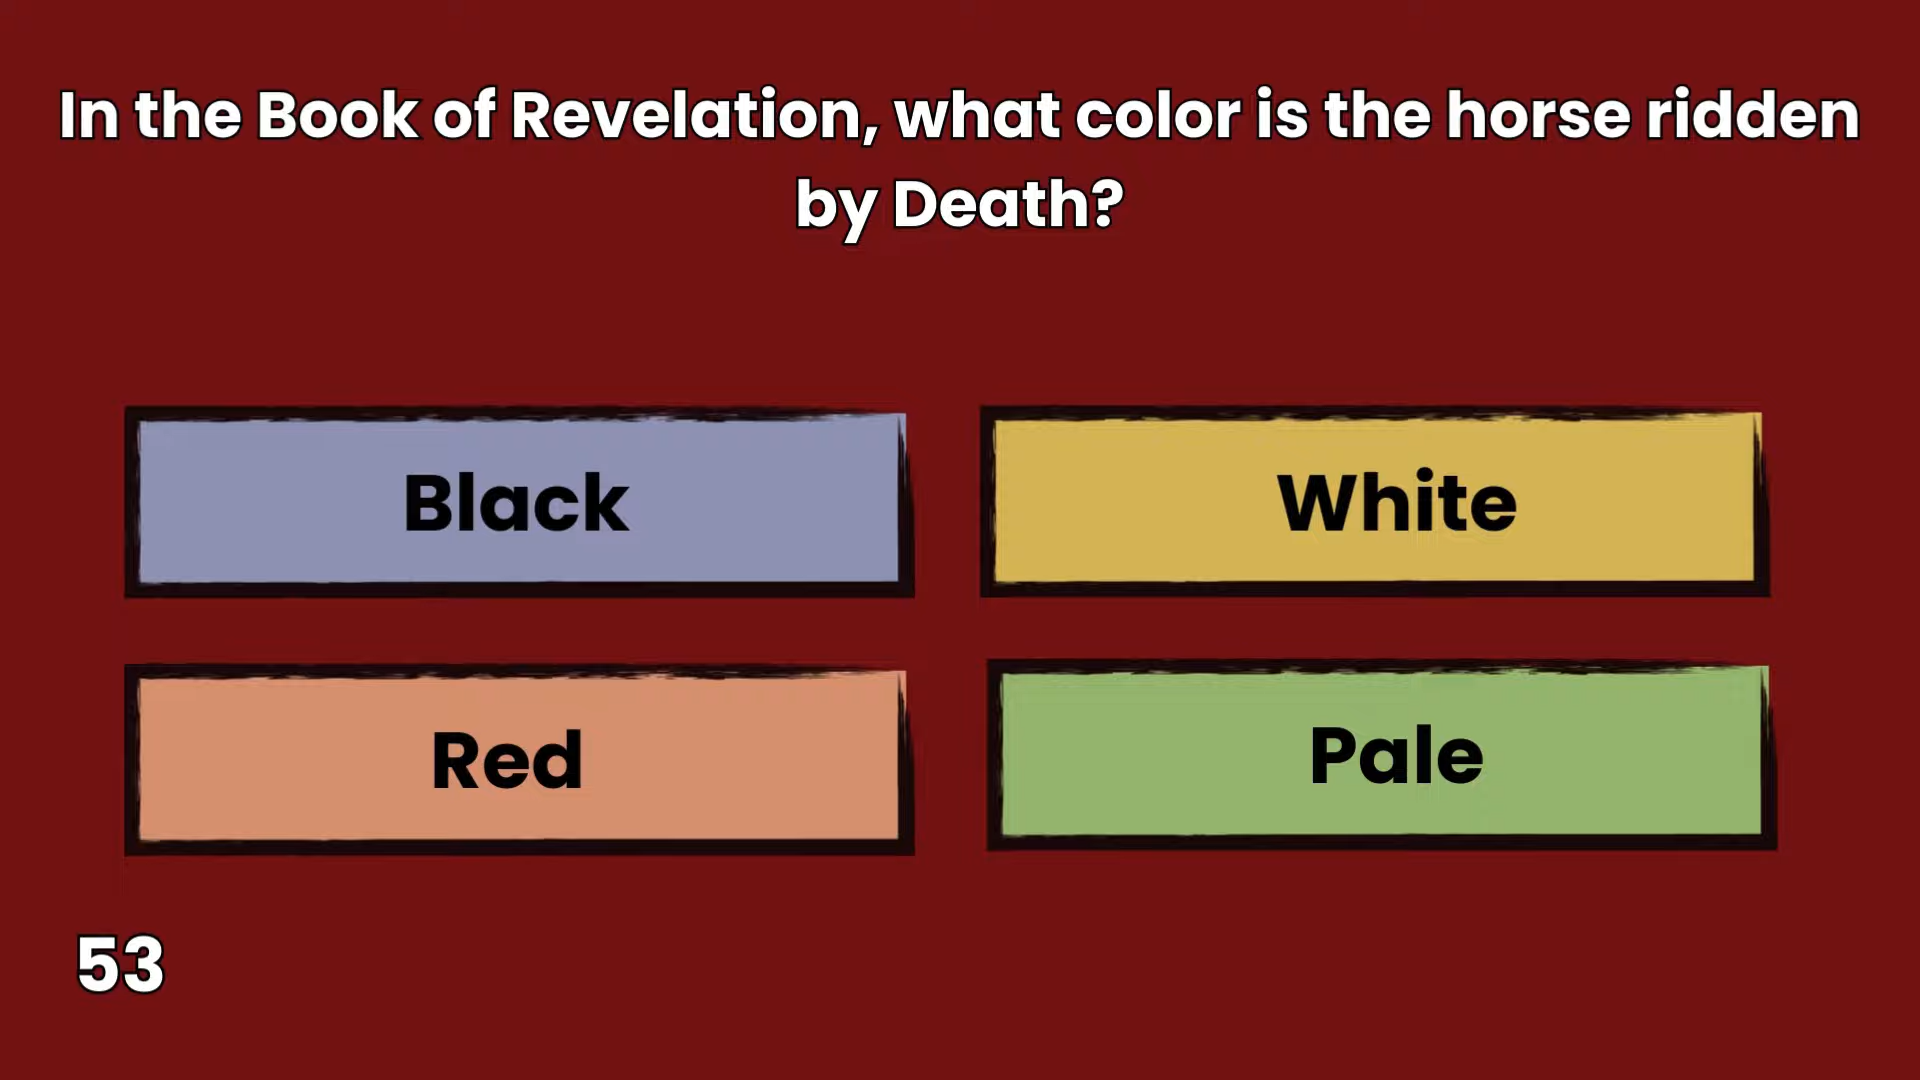 In the Book of Revelation, what color is the horse ridden
by Death?
Black
White
Red
Pale
53